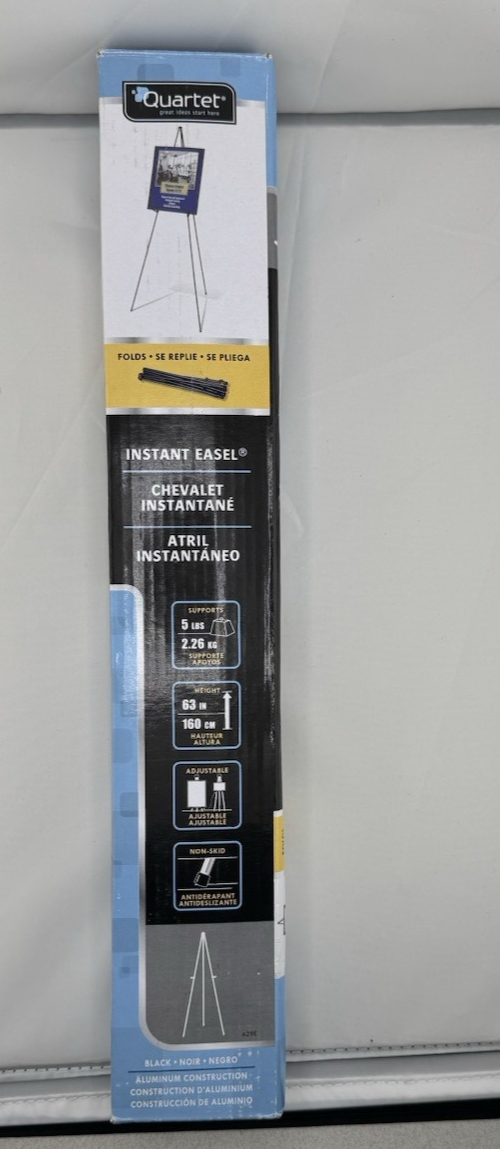 Quartet®
great ideas start here
FOLDS • SE REPLIE • SE PLIEGA
INSTANT EASEL®
CHEVALET
INSTANTANÉ
ATRIL
INSTANTÁNEO
SUPPORTS
5 LBS
2.26 KG
SUPPORTE
APOYOS
HEIGHT
63 IN
160 CM
HAUTEUR
ALTURA
ADJUSTABLE
AJUSTABLE
AJUSTABLE
NON-SKID
ANTIDÉRAPANT
ANTIDESLIZANTE
BLACK • NOIR • NEGRO
ALUMINUM CONSTRUCTION
CONSTRUCTION D'ALUMINIUM
CONSTRUCCIÓN DE ALUMINIO